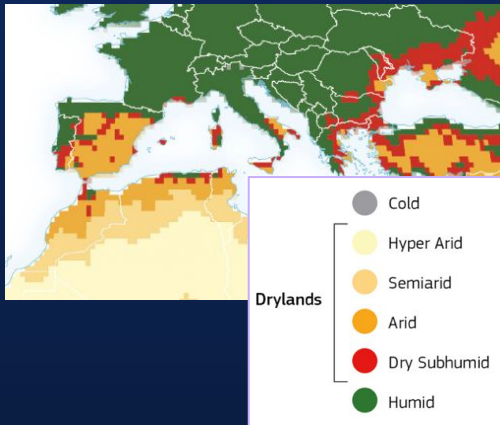 Cold
Hyper Arid
Semiarid
Drylands
Arid
Dry Subhumid
Humid